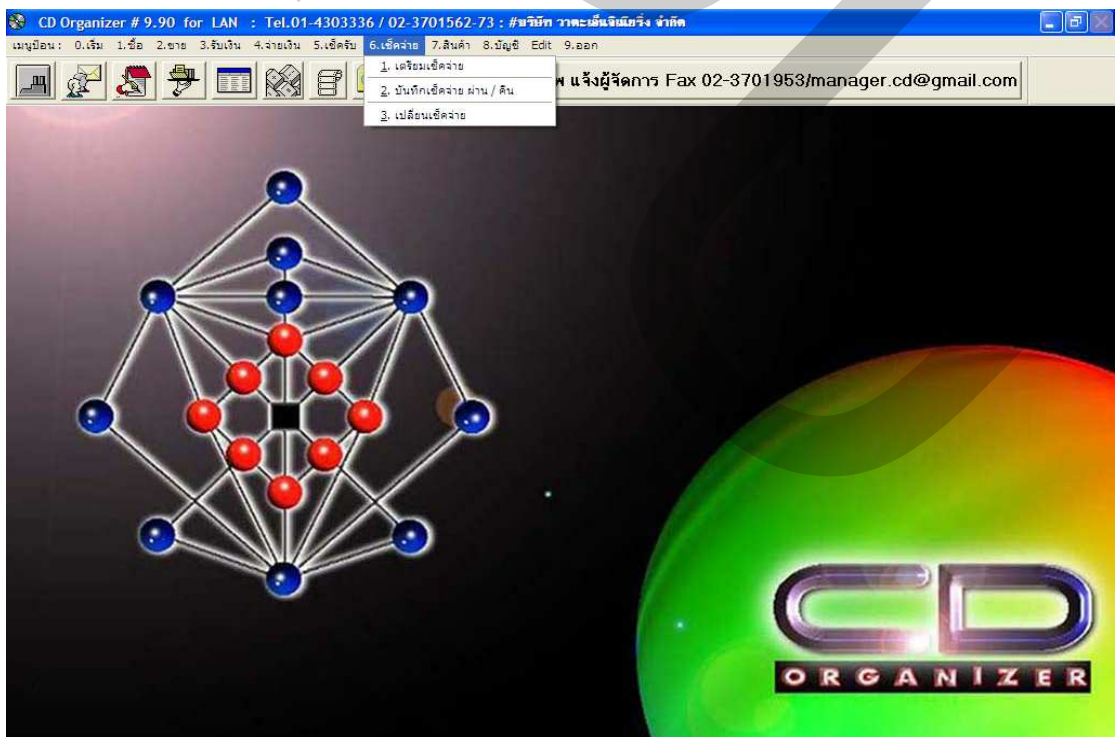 CD Organizer # 9.90 for LAN : Tel.01-4303336 / 02-3701562-73 : #บริษัท วาตะเอ็นจิเนียริ่ง จำกัด
เมนูป้อน: 0.เริ่ม 1.ซื้อ 2.ขาย 3.รับเงิน 4.จ่ายเงิน 5.เช็ครับ 6.เช็คจ่าย 7.สินค้า 8.บัญชี Edit 9.ออก
พ แจ้งผู้จัดการ Fax 02-3701953/manager.cd@gmail.com
1. เตรียมเช็คจ่าย
2. บันทึกเช็คจ่าย ผ่าน / คืน
3. เปลี่ยนเช็คจ่าย
CD
ORGANIZER